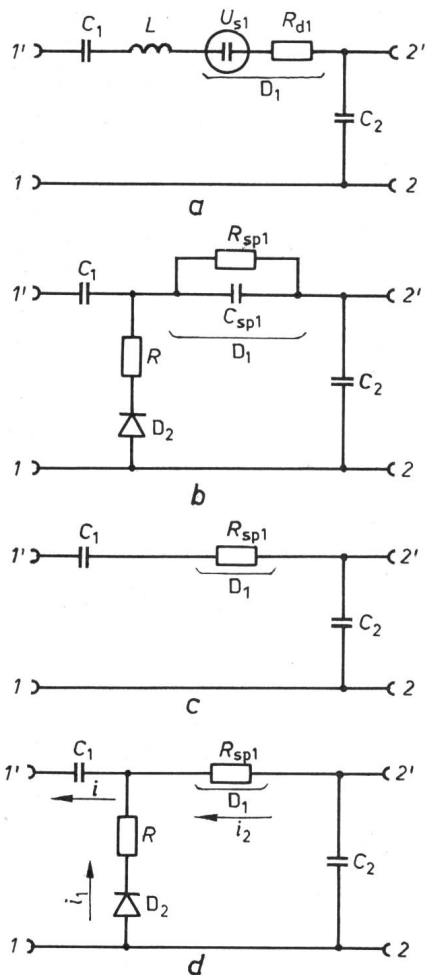 C1 L Us1 Rd1
1' 2'
D1
C2
1 2
a
Rsp1
C1
1' 2'
Csp1
D1
R
C2
D2
1 2
b
C1 Rsp1
1' 2'
D1
C2
1 2
c
C1 Rsp1
1' 2'
i D1
i2
R
C2
i1 D2
1 2
d